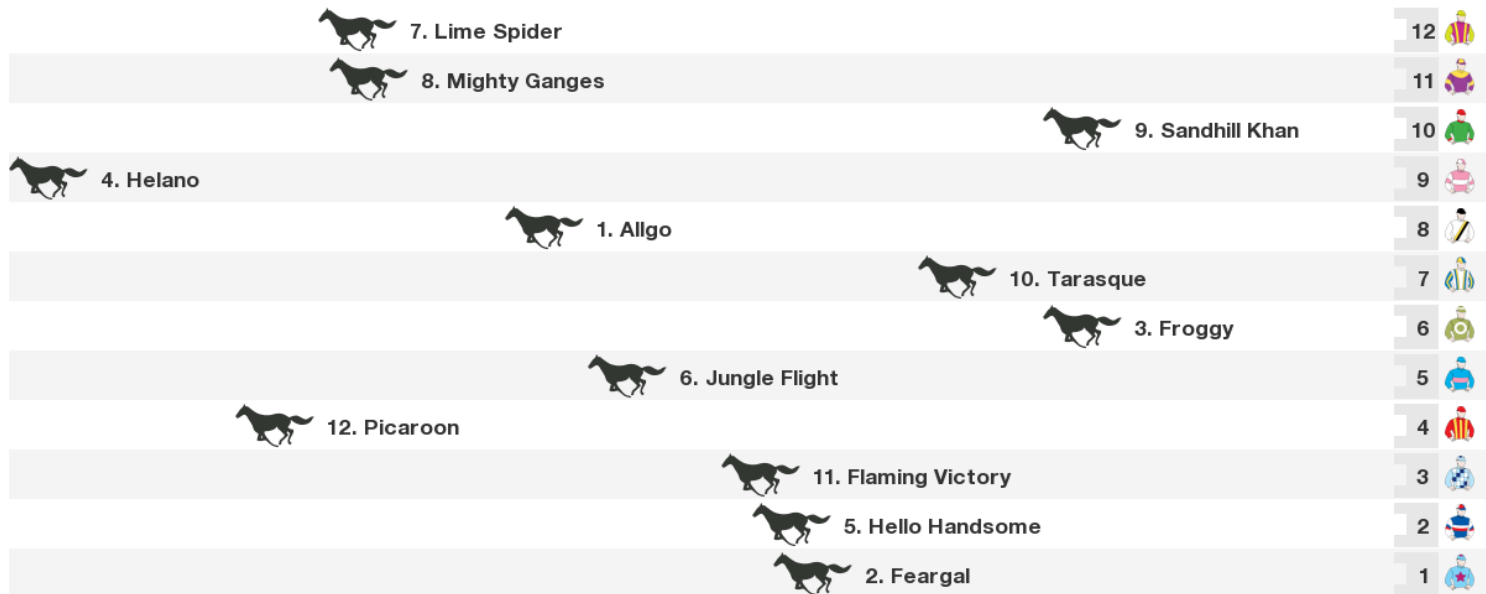 7. Lime Spider 12
8. Mighty Ganges 11
9. Sandhill Khan 10
4. Helano 9
1. Allgo 8
10. Tarasque 7
3. Froggy 6
6. Jungle Flight 5
12. Picaroon 4
11. Flaming Victory 3
5. Hello Handsome 2
2. Feargal 1